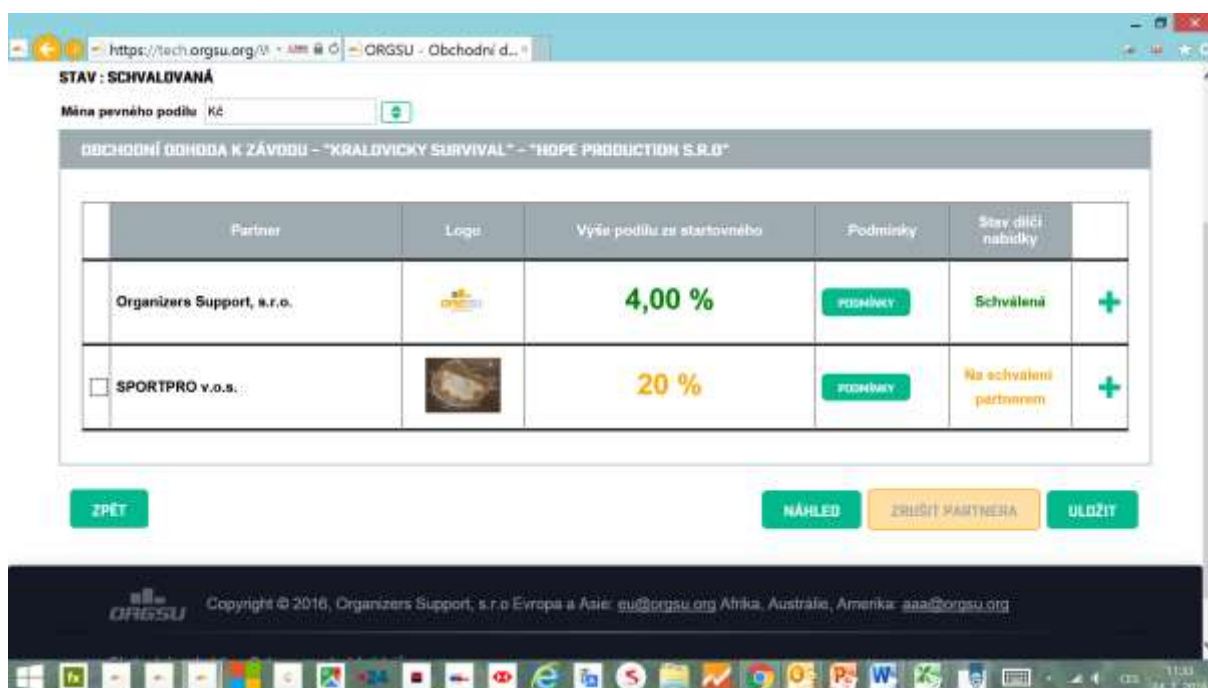 https://tech.orgsu.org/
ORGSU - Obchodní d...
STAV : SCHVALOVANÁ
Měna pevného podílu Kč
OBCHODNÍ DOHODA K ZÁVODU – "KRALOVICKY SURVIVAL" – "HOPE PRODUCTION S.R.O"
Partner Logo Výše podílu ze startovného Podmínky Stav dílčí nabídky
Organizers Support, s.r.o. 4,00 % PODMÍNKY Schválená
SPORTPRO v.o.s. 20 % PODMÍNKY Na schválení partnerem
ZPĚT NÁHLED ZRUŠIT PARTNERA ULOŽIT
ORGSU Copyright © 2016, Organizers Support, s.r.o Evropa a Asie: eu@orgsu.org Afrika, Austrálie, Amerika: aaa@orgsu.org
11:33